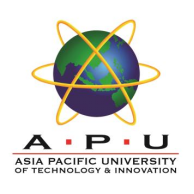 A·P·U
ASIA PACIFIC UNIVERSITY
OF TECHNOLOGY & INNOVATION